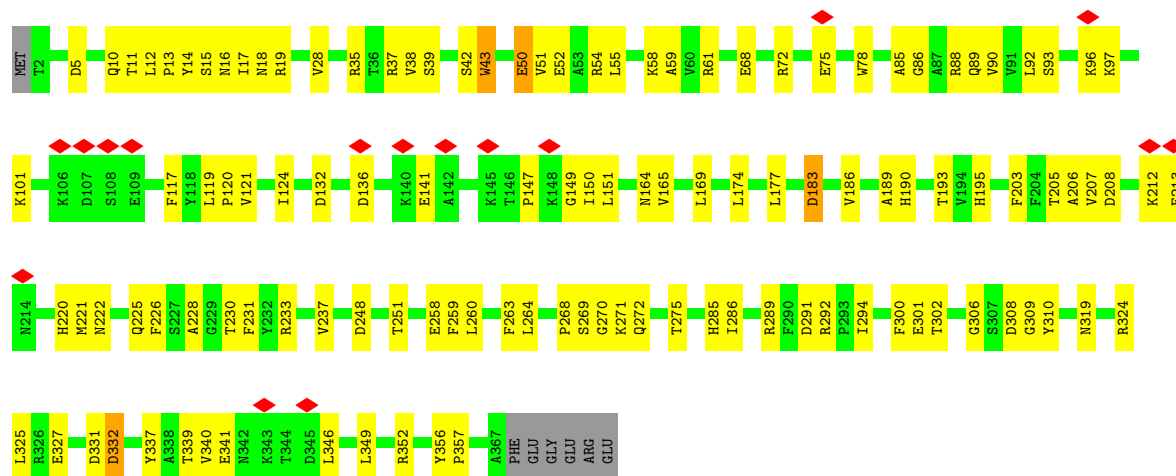 MET T2 D5 Q10 T11 L12 P13 Y14 S15 N16 I17 N18 R19 V28 R35 T36 R37 V38 S39 S42 W43 E50 V51 E52 A53 R54 L55 K58 A59 V60 R61 E68 R72 E75 W78 A85 G86 A87 R88 Q89 V90 V91 L92 S93 K96 K97
K101 K106 D107 S108 E109 F117 Y118 L119 P120 V121 I124 D132 D136 K140 E141 A142 K145 T146 P147 K148 G149 I150 L151 N164 V165 L169 L174 L177 D183 V186 A189 H190 T193 V194 H195 F203 F204 T205 A206 V207 D208 K212
N214 H220 M221 N222 Q225 F226 S227 A228 G229 T230 F231 Y232 R233 V237 D248 T251 E258 F259 L260 F263 L264 P268 S269 G270 K271 Q272 T275 H285 I286 R289 F290 D291 R292 P293 I294 F300 E301 T302 G306 S307 D308 G309 Y310 N319 R324
L325 R326 E327 D331 D332 Y337 A338 T339 V340 E341 N342 K343 T344 D345 L346 L349 R352 Y356 P357 A367 PHE GLU GLY GLU ARG GLU